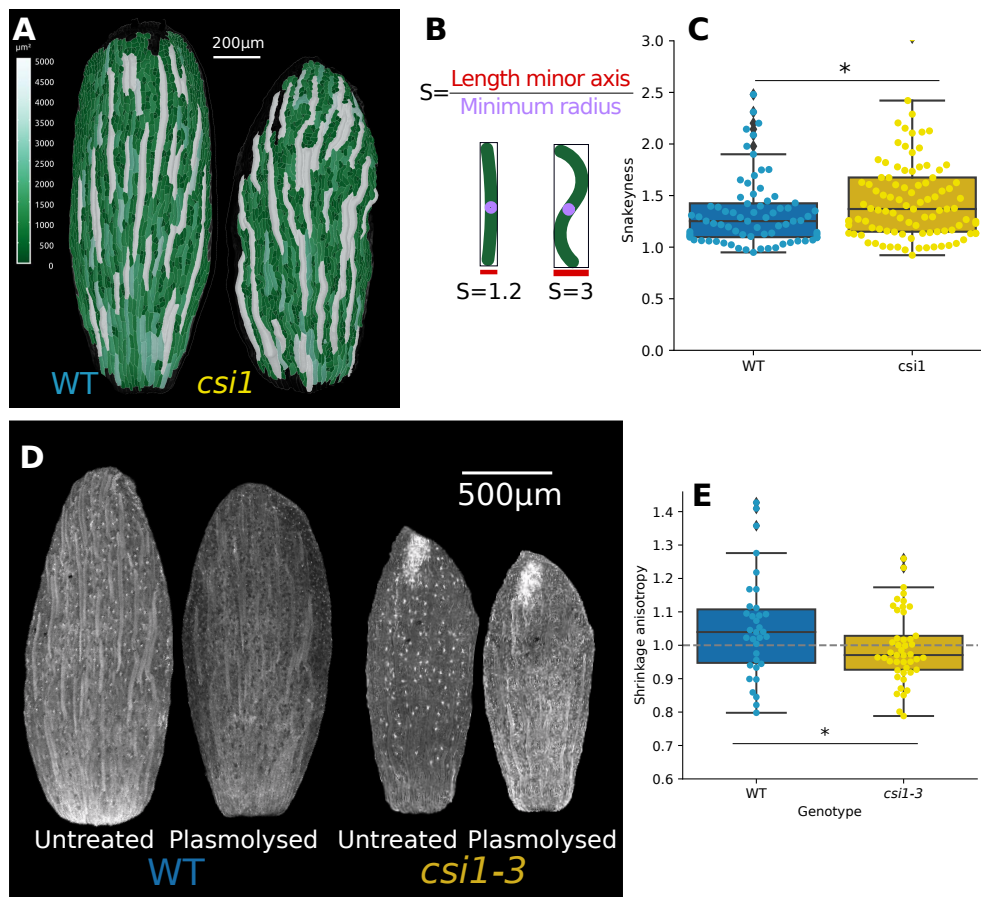 A
μm²
5000
4500
4000
3500
3000
2500
2000
1500
1000
500
0
200μm
WT
csi1
B
S=
Length minor axis
Minimum radius
S=1.2
S=3
C
Snakeyness
3.0
2.5
2.0
1.5
1.0
0.5
0.0
*
WT
csi1
D
500μm
Untreated
Plasmolysed
Untreated
Plasmolysed
WT
csi1-3
E
Shrinkage anisotropy
1.4
1.3
1.2
1.1
1.0
0.9
0.8
0.7
0.6
*
WT
csi1-3
Genotype